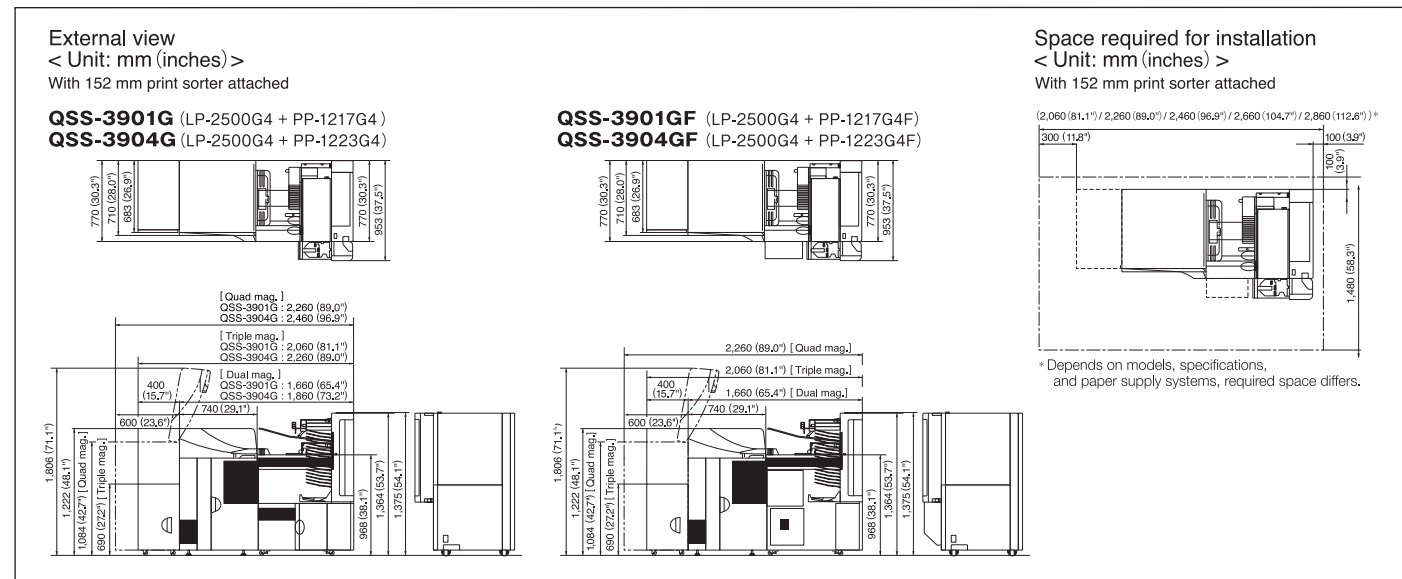 External view
< Unit: mm (inches) >
With 152 mm print sorter attached
QSS-3901G (LP-2500G4 + PP-1217G4)
QSS-3904G (LP-2500G4 + PP-1223G4)
770 (30.3")
710 (28.0")
683 (26.9")
770 (30.3")
953 (37.5")
[Quad mag.]
QSS-3901G : 2,260 (89.0")
QSS-3904G : 2,460 (96.9")
[Triple mag.]
QSS-3901G : 2,060 (81.1")
QSS-3904G : 2,260 (89.0")
[Dual mag.]
QSS-3901G : 1,660 (65.4")
QSS-3904G : 1,860 (73.2")
400
(15.7")
740 (29.1")
600 (23.6")
1,806 (71.1")
1,222 (48.1")
1,084 (42.7") [Quad mag.]
690 (27.2") [Triple mag.]
968 (38.1")
1,364 (53.7")
1,375 (54.1")
QSS-3901GF (LP-2500G4 + PP-1217G4F)
QSS-3904GF (LP-2500G4 + PP-1223G4F)
770 (30.3")
710 (28.0")
683 (26.9")
770 (30.3")
953 (37.5")
2,260 (89.0") [Quad mag.]
2,060 (81.1") [Triple mag.]
1,660 (65.4") [Dual mag.]
400
(15.7")
740 (29.1")
600 (23.6")
1,806 (71.1")
1,222 (48.1")
1,084 (42.7") [Quad mag.]
690 (27.2") [Triple mag.]
968 (38.1")
1,364 (53.7")
1,375 (54.1")
Space required for installation
< Unit: mm (inches) >
With 152 mm print sorter attached
(2,060 (81.1") / 2,260 (89.0") / 2,460 (96.9") / 2,660 (104.7") / 2,860 (112.6"))*
300 (11.8")
100 (3.9")
100
(3.9")
1,480 (58.3")
* Depends on models, specifications,
and paper supply systems, required space differs.